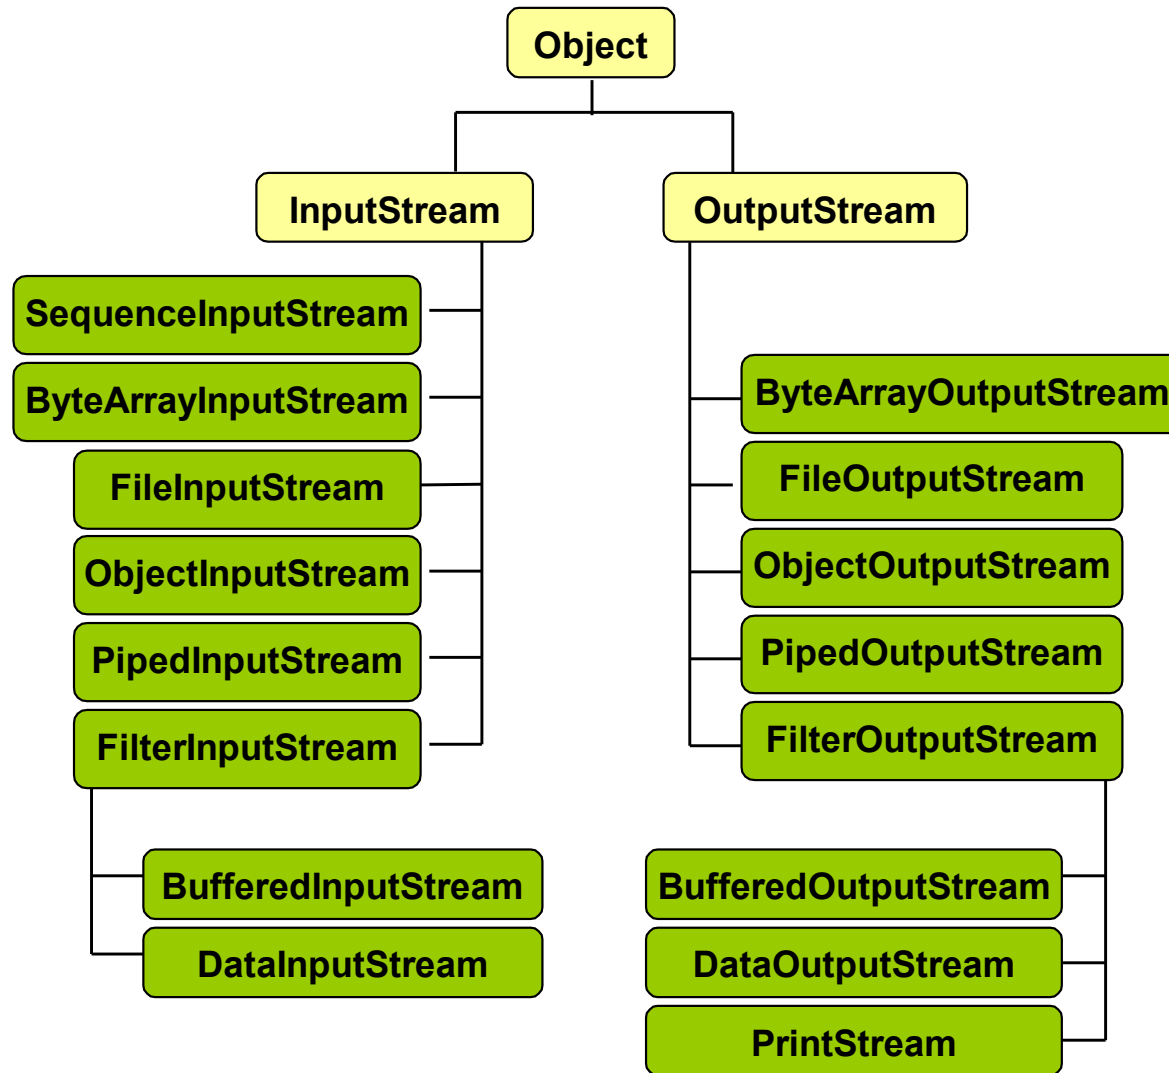 Object
InputStream
OutputStream
SequenceInputStream
ByteArrayInputStream
FileInputStream
ObjectInputStream
PipedInputStream
FilterInputStream
BufferedInputStream
DataInputStream
ByteArrayOutputStream
FileOutputStream
ObjectOutputStream
PipedOutputStream
FilterOutputStream
BufferedOutputStream
DataOutputStream
PrintStream